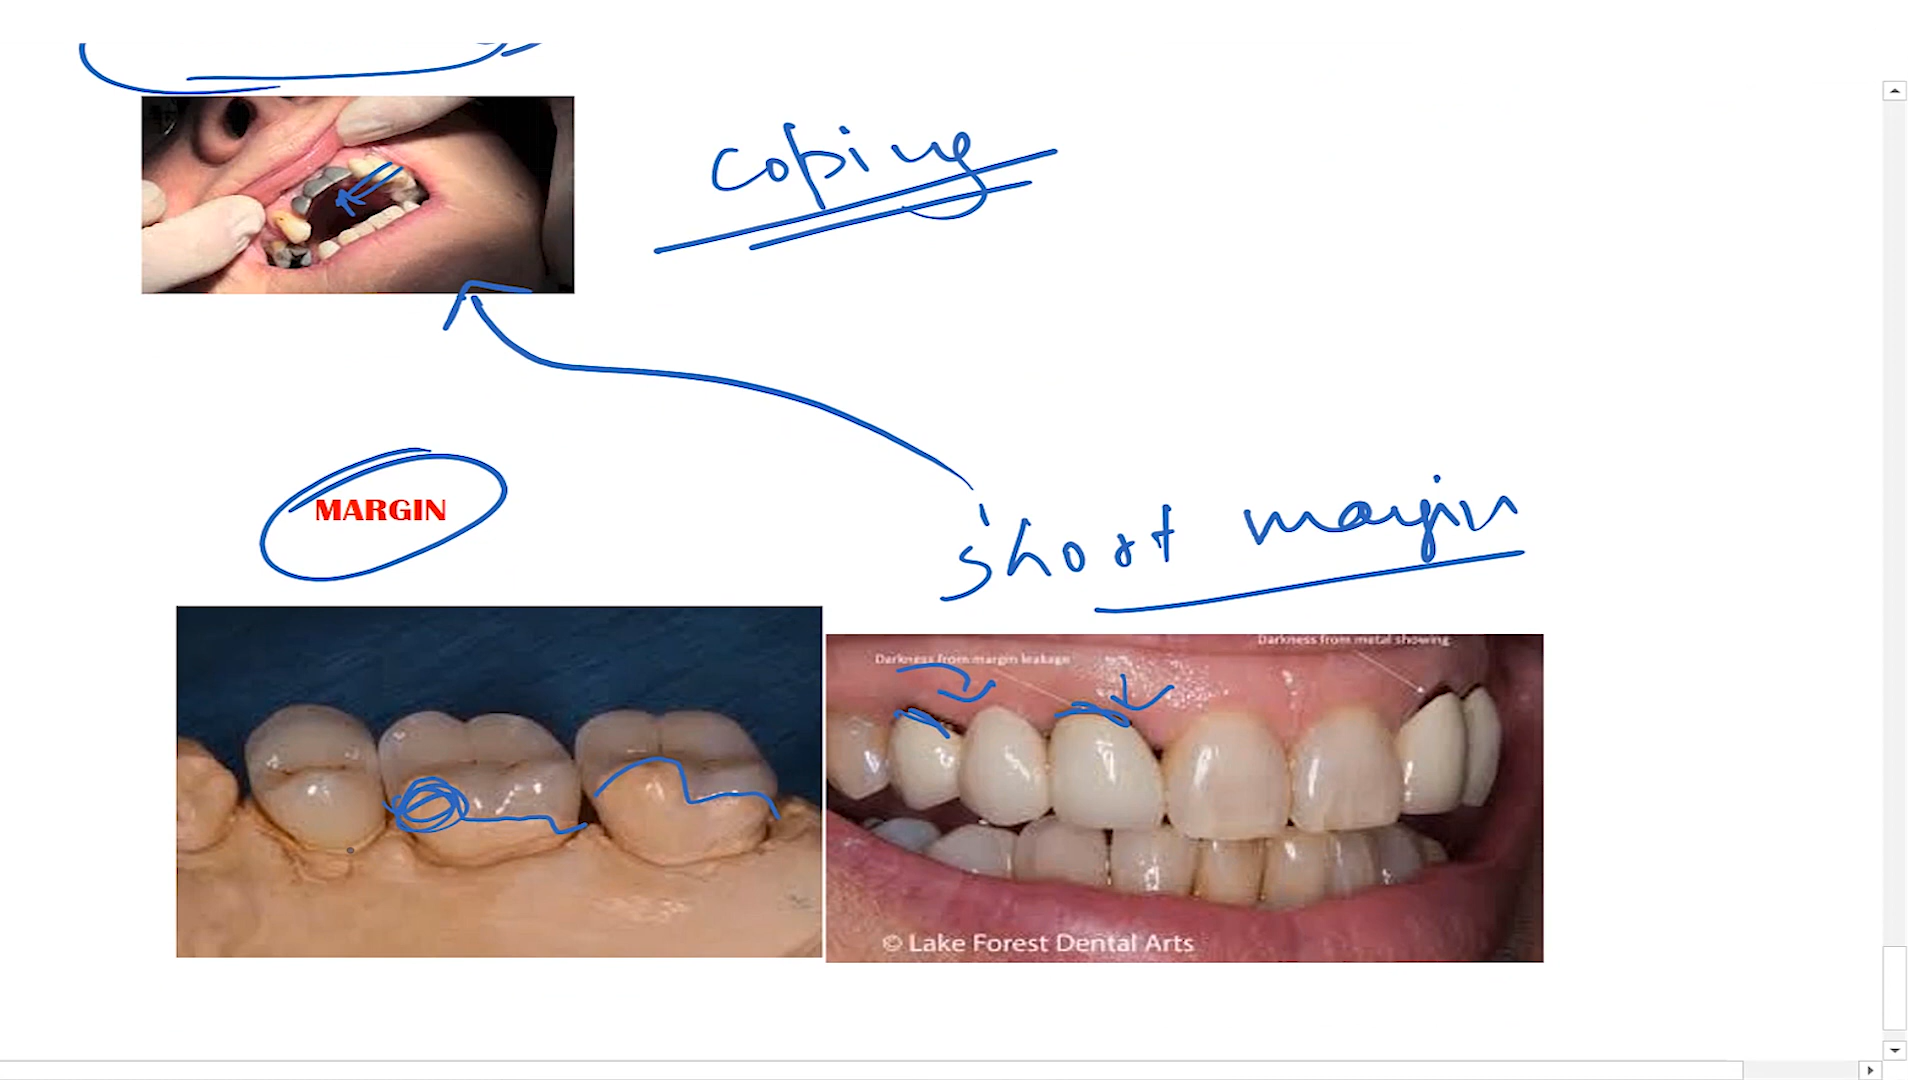 coping
MARGIN
short margin
Darkness from metal showing
Darkness from margin leakage
© Lake Forest Dental Arts